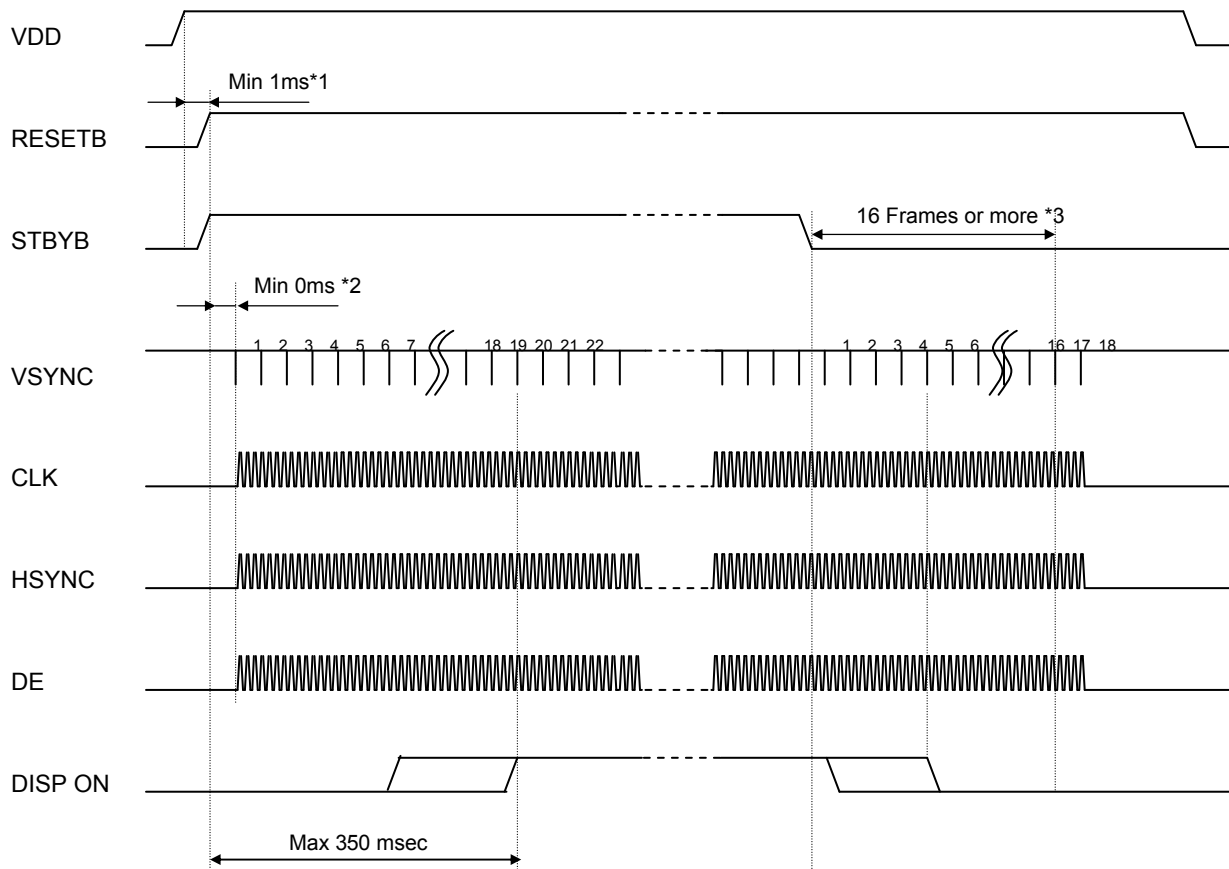 VDD
Min 1ms*1
RESETB
STBYB
16 Frames or more *3
Min 0ms *2
VSYNC
1 2 3 4 5 6 7 18 19 20 21 22 1 2 3 4 5 6 16 17 18
CLK
HSYNC
DE
DISP ON
Max 350 msec